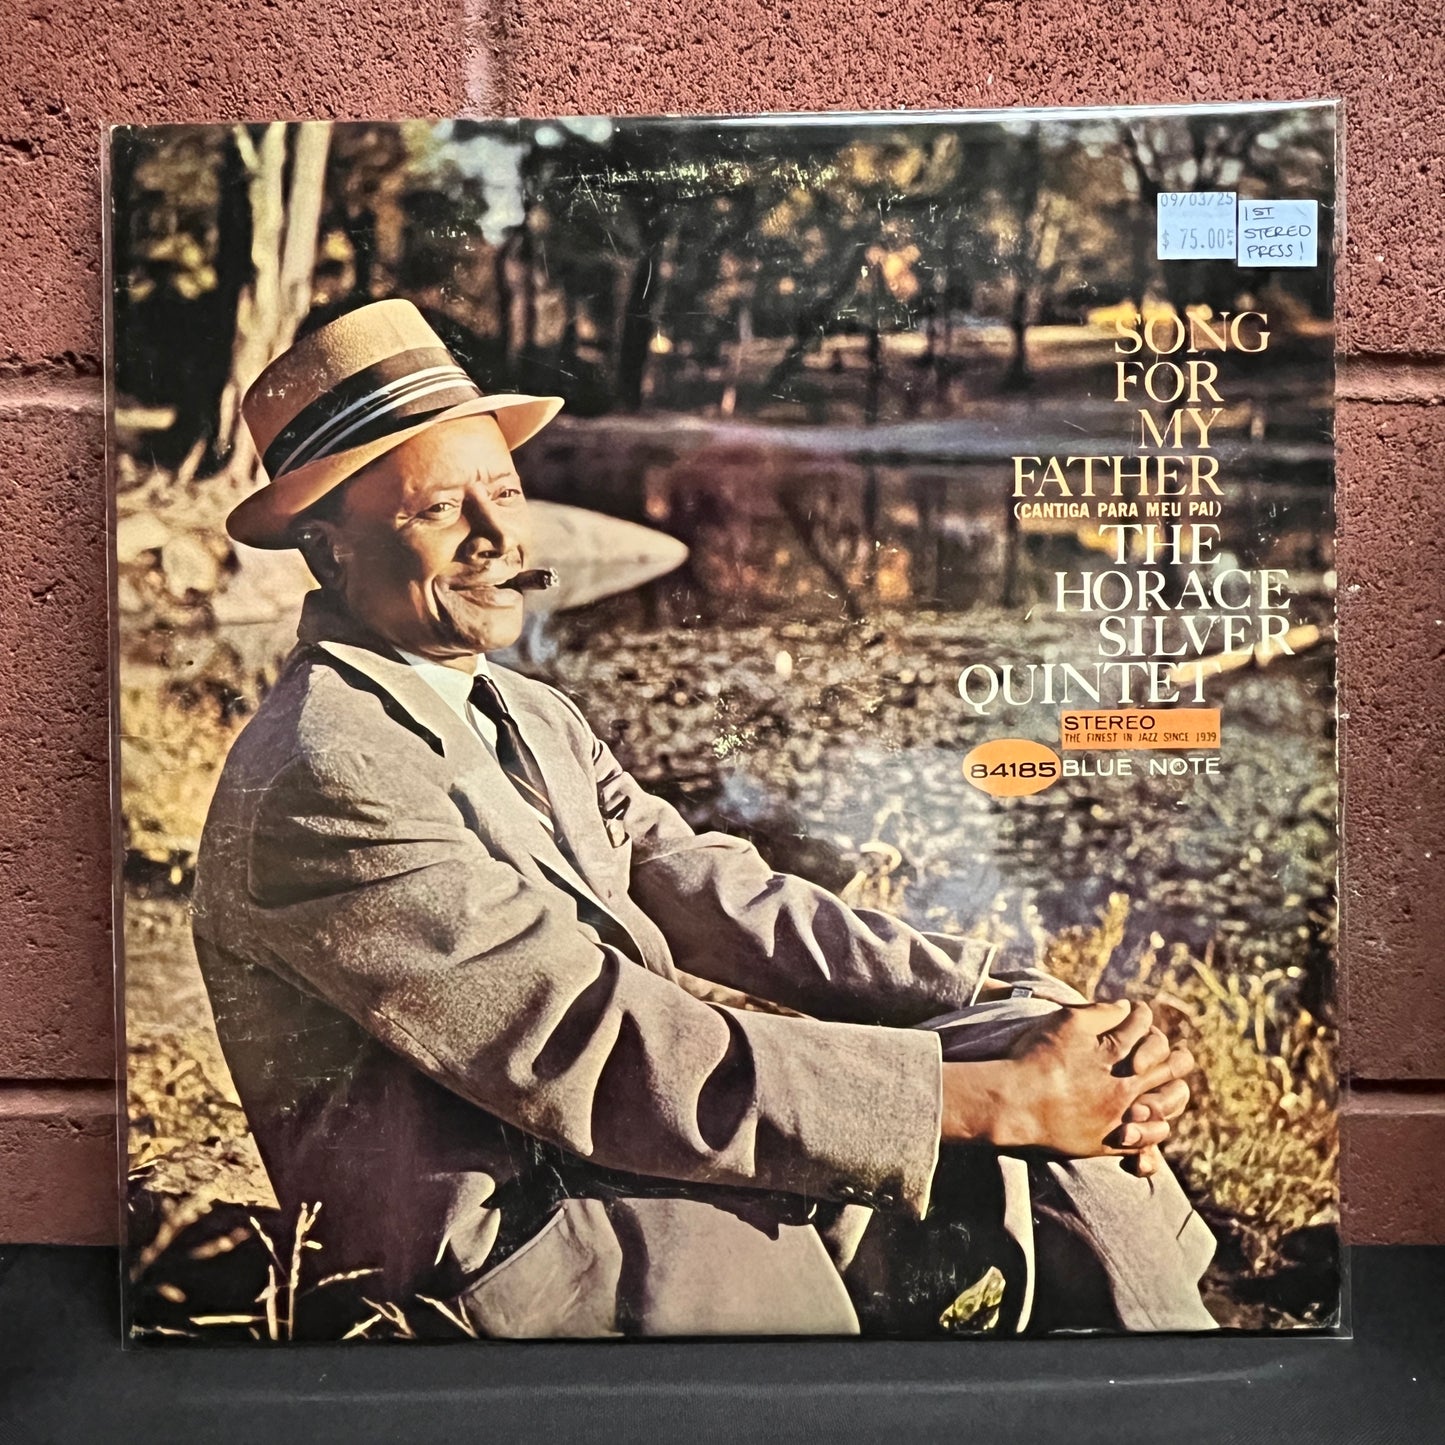 09/03/25
$ 75.00
1ST
STEREO
PRESS!
SONG
FOR
MY
FATHER
(CANTIGA PARA MEU PAI)
THE
HORACE
SILVER
QUINTET
STEREO
THE FINEST IN JAZZ SINCE 1939
84185 BLUE NOTE